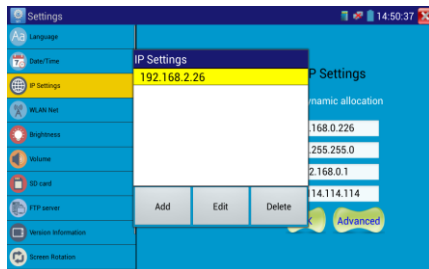 Settings
14:50:37
Aa
Language
Date/Time
IP Settings
WLAN Net
Brightness
Volume
SD card
FTP server
Version Information
Screen Rotation
IP Settings
192.168.2.26
Add
Edit
Delete
P Settings
namic allocation
.168.0.226
.255.255.0
2.168.0.1
14.114.114
Advanced